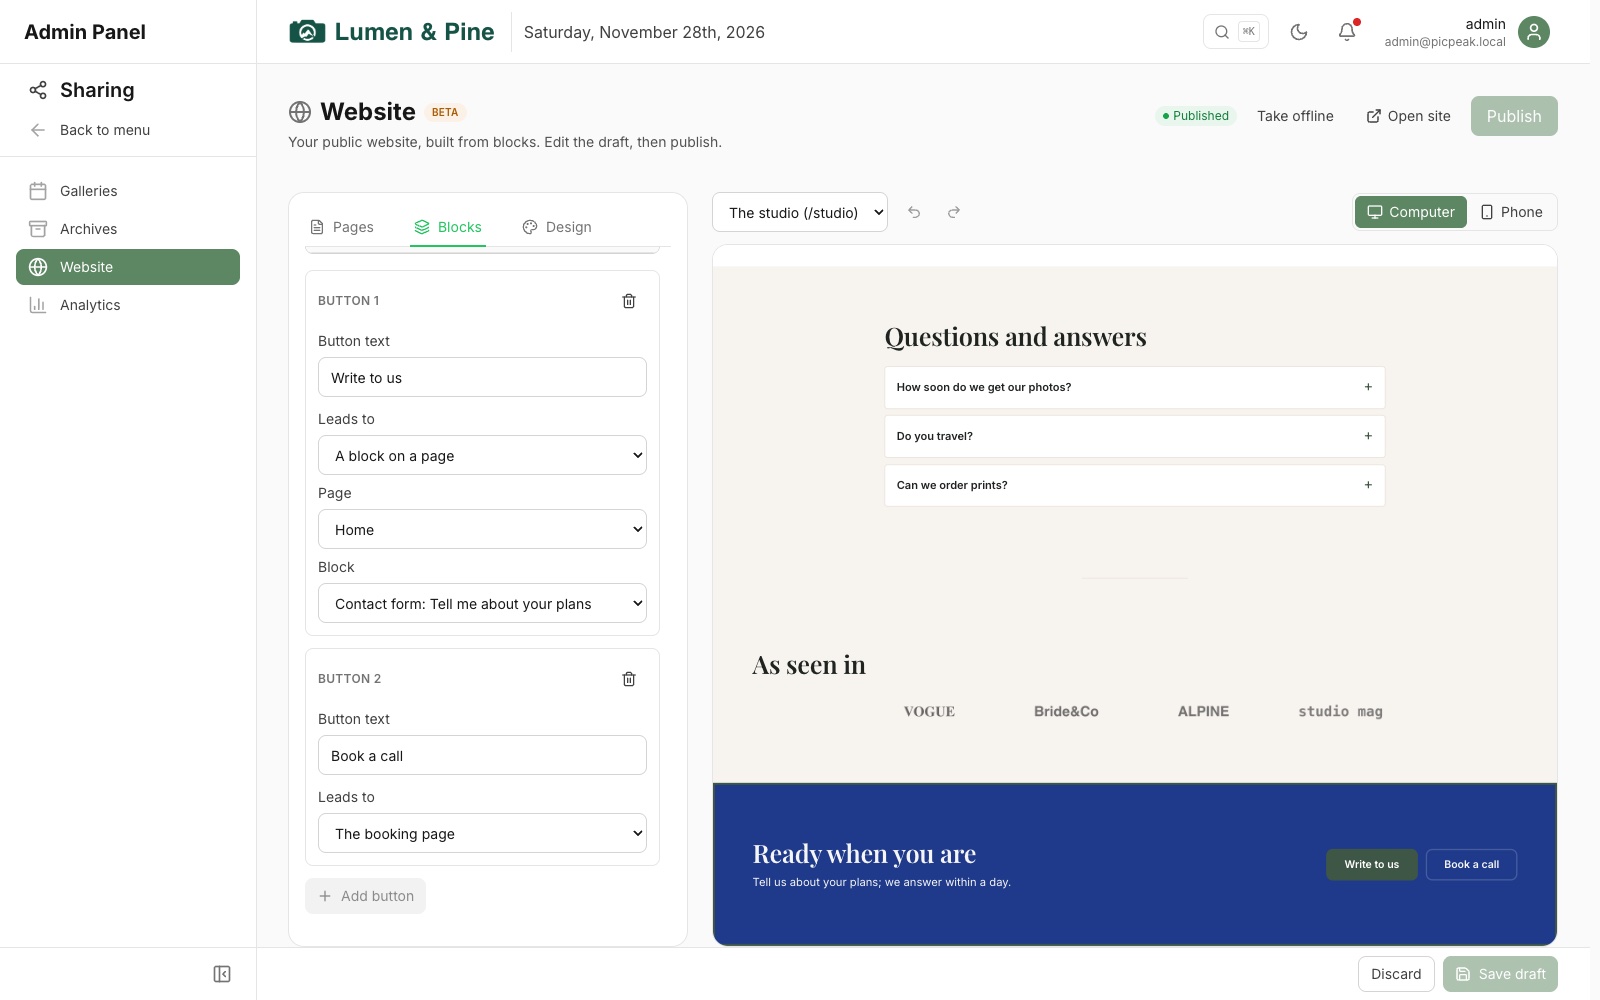 Admin Panel
Lumen & Pine
Saturday, November 28th, 2026
⌘K
admin
admin@picpeak.local
Sharing
Back to menu
Galleries
Archives
Website
Analytics
Website
BETA
Your public website, built from blocks. Edit the draft, then publish.
Published
Take offline
Open site
Publish
Pages
Blocks
Design
BUTTON 1
Button text
Write to us
Leads to
A block on a page
Page
Home
Block
Contact form: Tell me about your plans
BUTTON 2
Button text
Book a call
Leads to
The booking page
Add button
The studio (/studio)
Computer
Phone
Questions and answers
How soon do we get our photos? +
Do you travel? +
Can we order prints? +
As seen in
VOGUE Bride&Co ALPINE studio mag
Ready when you are
Tell us about your plans; we answer within a day.
Write to us
Book a call
Discard
Save draft